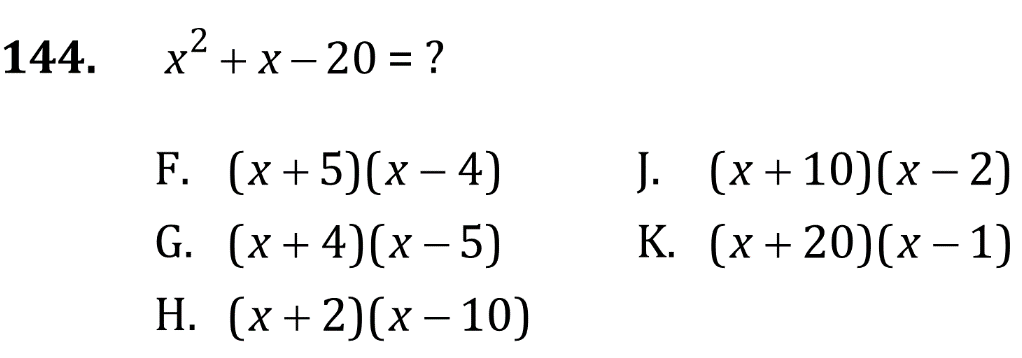 144. x² + x – 20 = ?
F. (x + 5)(x – 4)
G. (x + 4)(x – 5)
H. (x + 2)(x – 10)
J. (x + 10)(x – 2)
K. (x + 20)(x – 1)